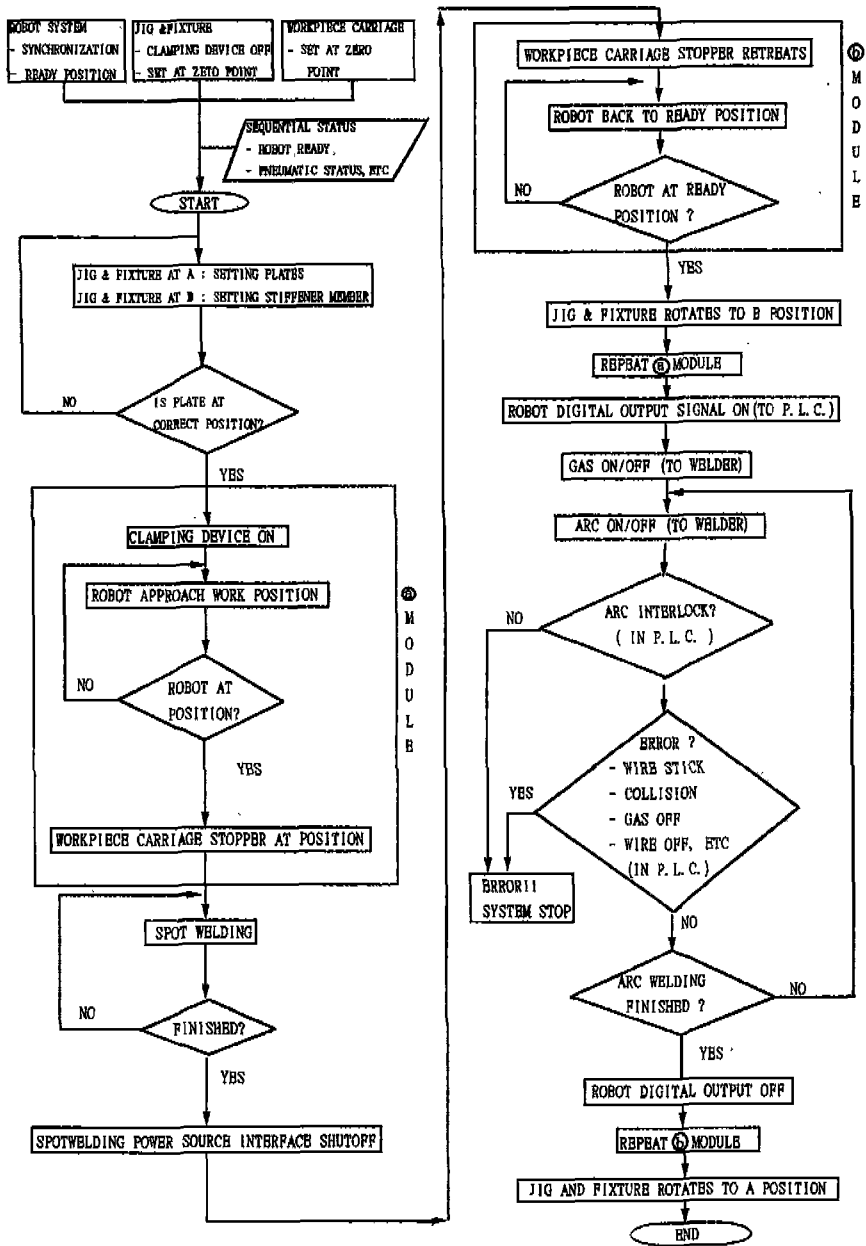 ROBOT SYSTEM
- SYNCHRONIZATION
- READY POSITION
JIG & FIXTURE
- CLAMPING DEVICE OFF
- SET AT ZETO POINT
WORKPIECE CARRIAGE
- SET AT ZERO
POINT
SEQUENTIAL STATUS
- ROBOT READY,
- PNEUMATIC STATUS, ETC
START
JIG & FIXTURE AT A : SETTING PLATES
JIG & FIXTURE AT B : SETTING STIFFENER MEMBER
IS PLATE AT
CORRECT POSITION?
NO
YES
CLAMPING DEVICE ON
ROBOT APPROACH WORK POSITION
ROBOT AT
POSITION?
NO
YES
WORKPIECE CARRIAGE STOPPER AT POSITION
ⓐ
M
O
D
U
L
E
SPOT WELDING
FINISHED?
NO
YES
SPOTWELDING POWER SOURCE INTERFACE SHUTOFF
WORKPIECE CARRIAGE STOPPER RETREATS
ROBOT BACK TO READY POSITION
ROBOT AT READY
POSITION ?
NO
YES
ⓑ
M
O
D
U
L
E
JIG & FIXTURE ROTATES TO B POSITION
REPEAT ⓐ MODULE
ROBOT DIGITAL OUTPUT SIGNAL ON (TO P. L. C.)
GAS ON/OFF (TO WELDER)
ARC ON/OFF (TO WELDER)
ARC INTERLOCK?
( IN P. L. C. )
NO
ERROR ?
- WIRE STICK
- COLLISION
- GAS OFF
- WIRE OFF, ETC
(IN P. L. C.)
YES
ERROR!!
SYSTEM STOP
NO
ARC WELDING
FINISHED ?
NO
YES
ROBOT DIGITAL OUTPUT OFF
REPEAT ⓑ MODULE
JIG AND FIXTURE ROTATES TO A POSITION
END